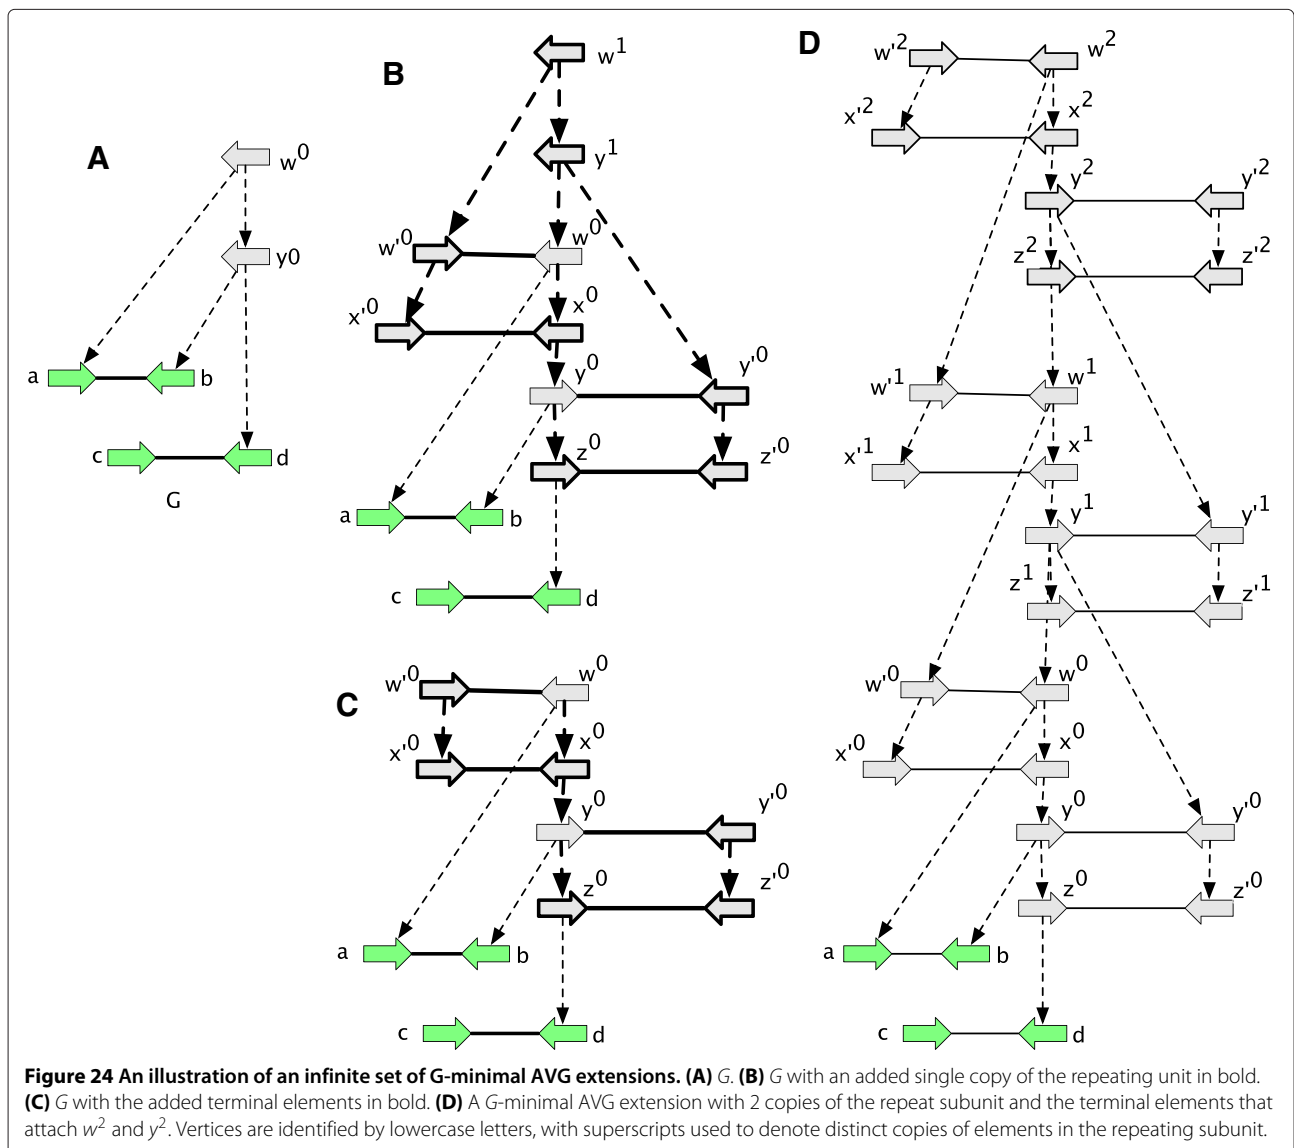 A
w0
y0
a
b
c
d
G
B
w1
y1
w'0
w0
x'0
x0
y0
y'0
z0
z'0
a
b
c
d
C
w'0
w0
x'0
x0
y0
y'0
z0
z'0
a
b
c
d
D
w'2
w2
x'2
x2
y2
y'2
z2
z'2
w'1
w1
x'1
x1
y1
y'1
z1
z'1
w'0
w0
x'0
x0
y0
y'0
z0
z'0
a
b
c
d
Figure 24 An illustration of an infinite set of G-minimal AVG extensions. (A) G. (B) G with an added single copy of the repeating unit in bold.
(C) G with the added terminal elements in bold. (D) A G-minimal AVG extension with 2 copies of the repeat subunit and the terminal elements that
attach w2 and y2. Vertices are identified by lowercase letters, with superscripts used to denote distinct copies of elements in the repeating subunit.